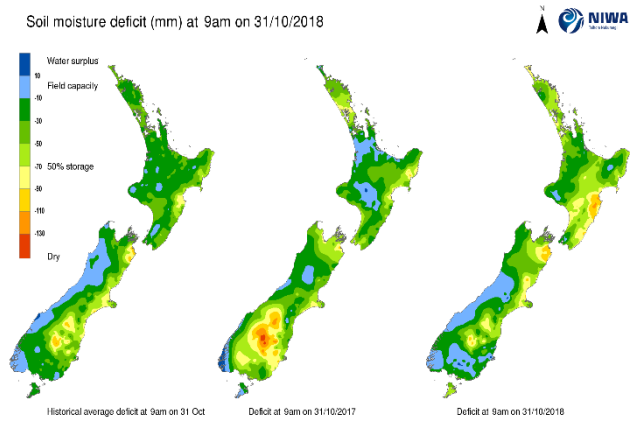 Soil moisture deficit (mm) at 9am on 31/10/2018
NIWA
Water surplus
10
Field capacity
-10
-30
-50
50% storage
-70
-90
-110
-130
Dry
Historical average deficit at 9am on 31 Oct
Deficit at 9am on 31/10/2017
Deficit at 9am on 31/10/2018